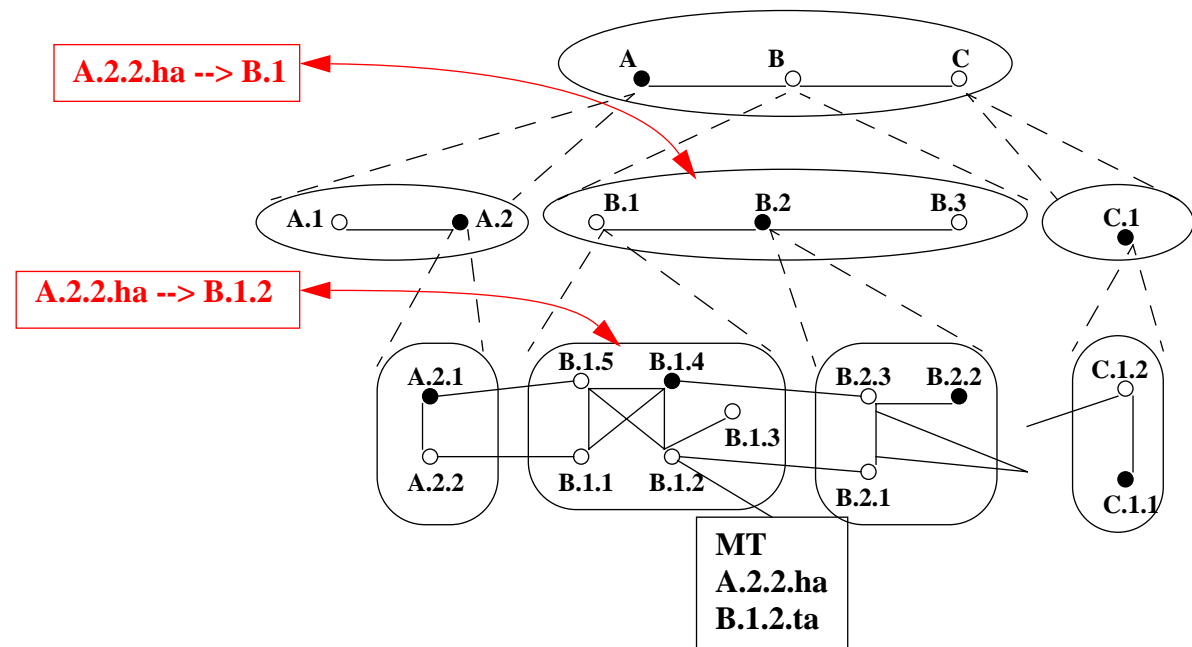 A B C
A.2.2.ha --> B.1
A.1 A.2 B.1 B.2 B.3 C.1
A.2.2.ha --> B.1.2
A.2.1 B.1.5 B.1.4 B.2.3 B.2.2 C.1.2
B.1.3
A.2.2 B.1.1 B.1.2 B.2.1 C.1.1
MT
A.2.2.ha
B.1.2.ta